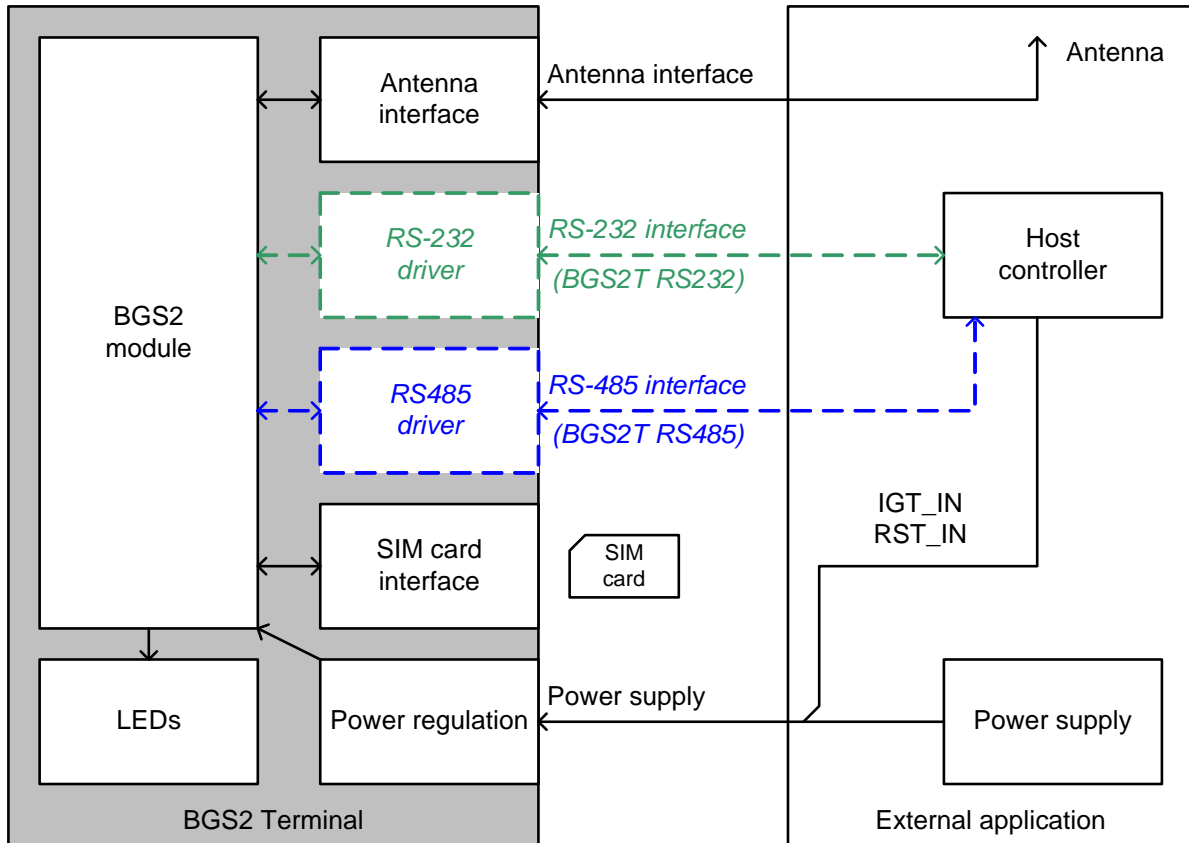 Antenna
interface
Antenna interface
Antenna
RS-232
driver
RS-232 interface
(BGS2T RS232)
Host
controller
BGS2
module
RS485
driver
RS-485 interface
(BGS2T RS485)
IGT_IN
RST_IN
SIM card
interface
SIM
card
LEDs
Power regulation
Power supply
Power supply
BGS2 Terminal
External application